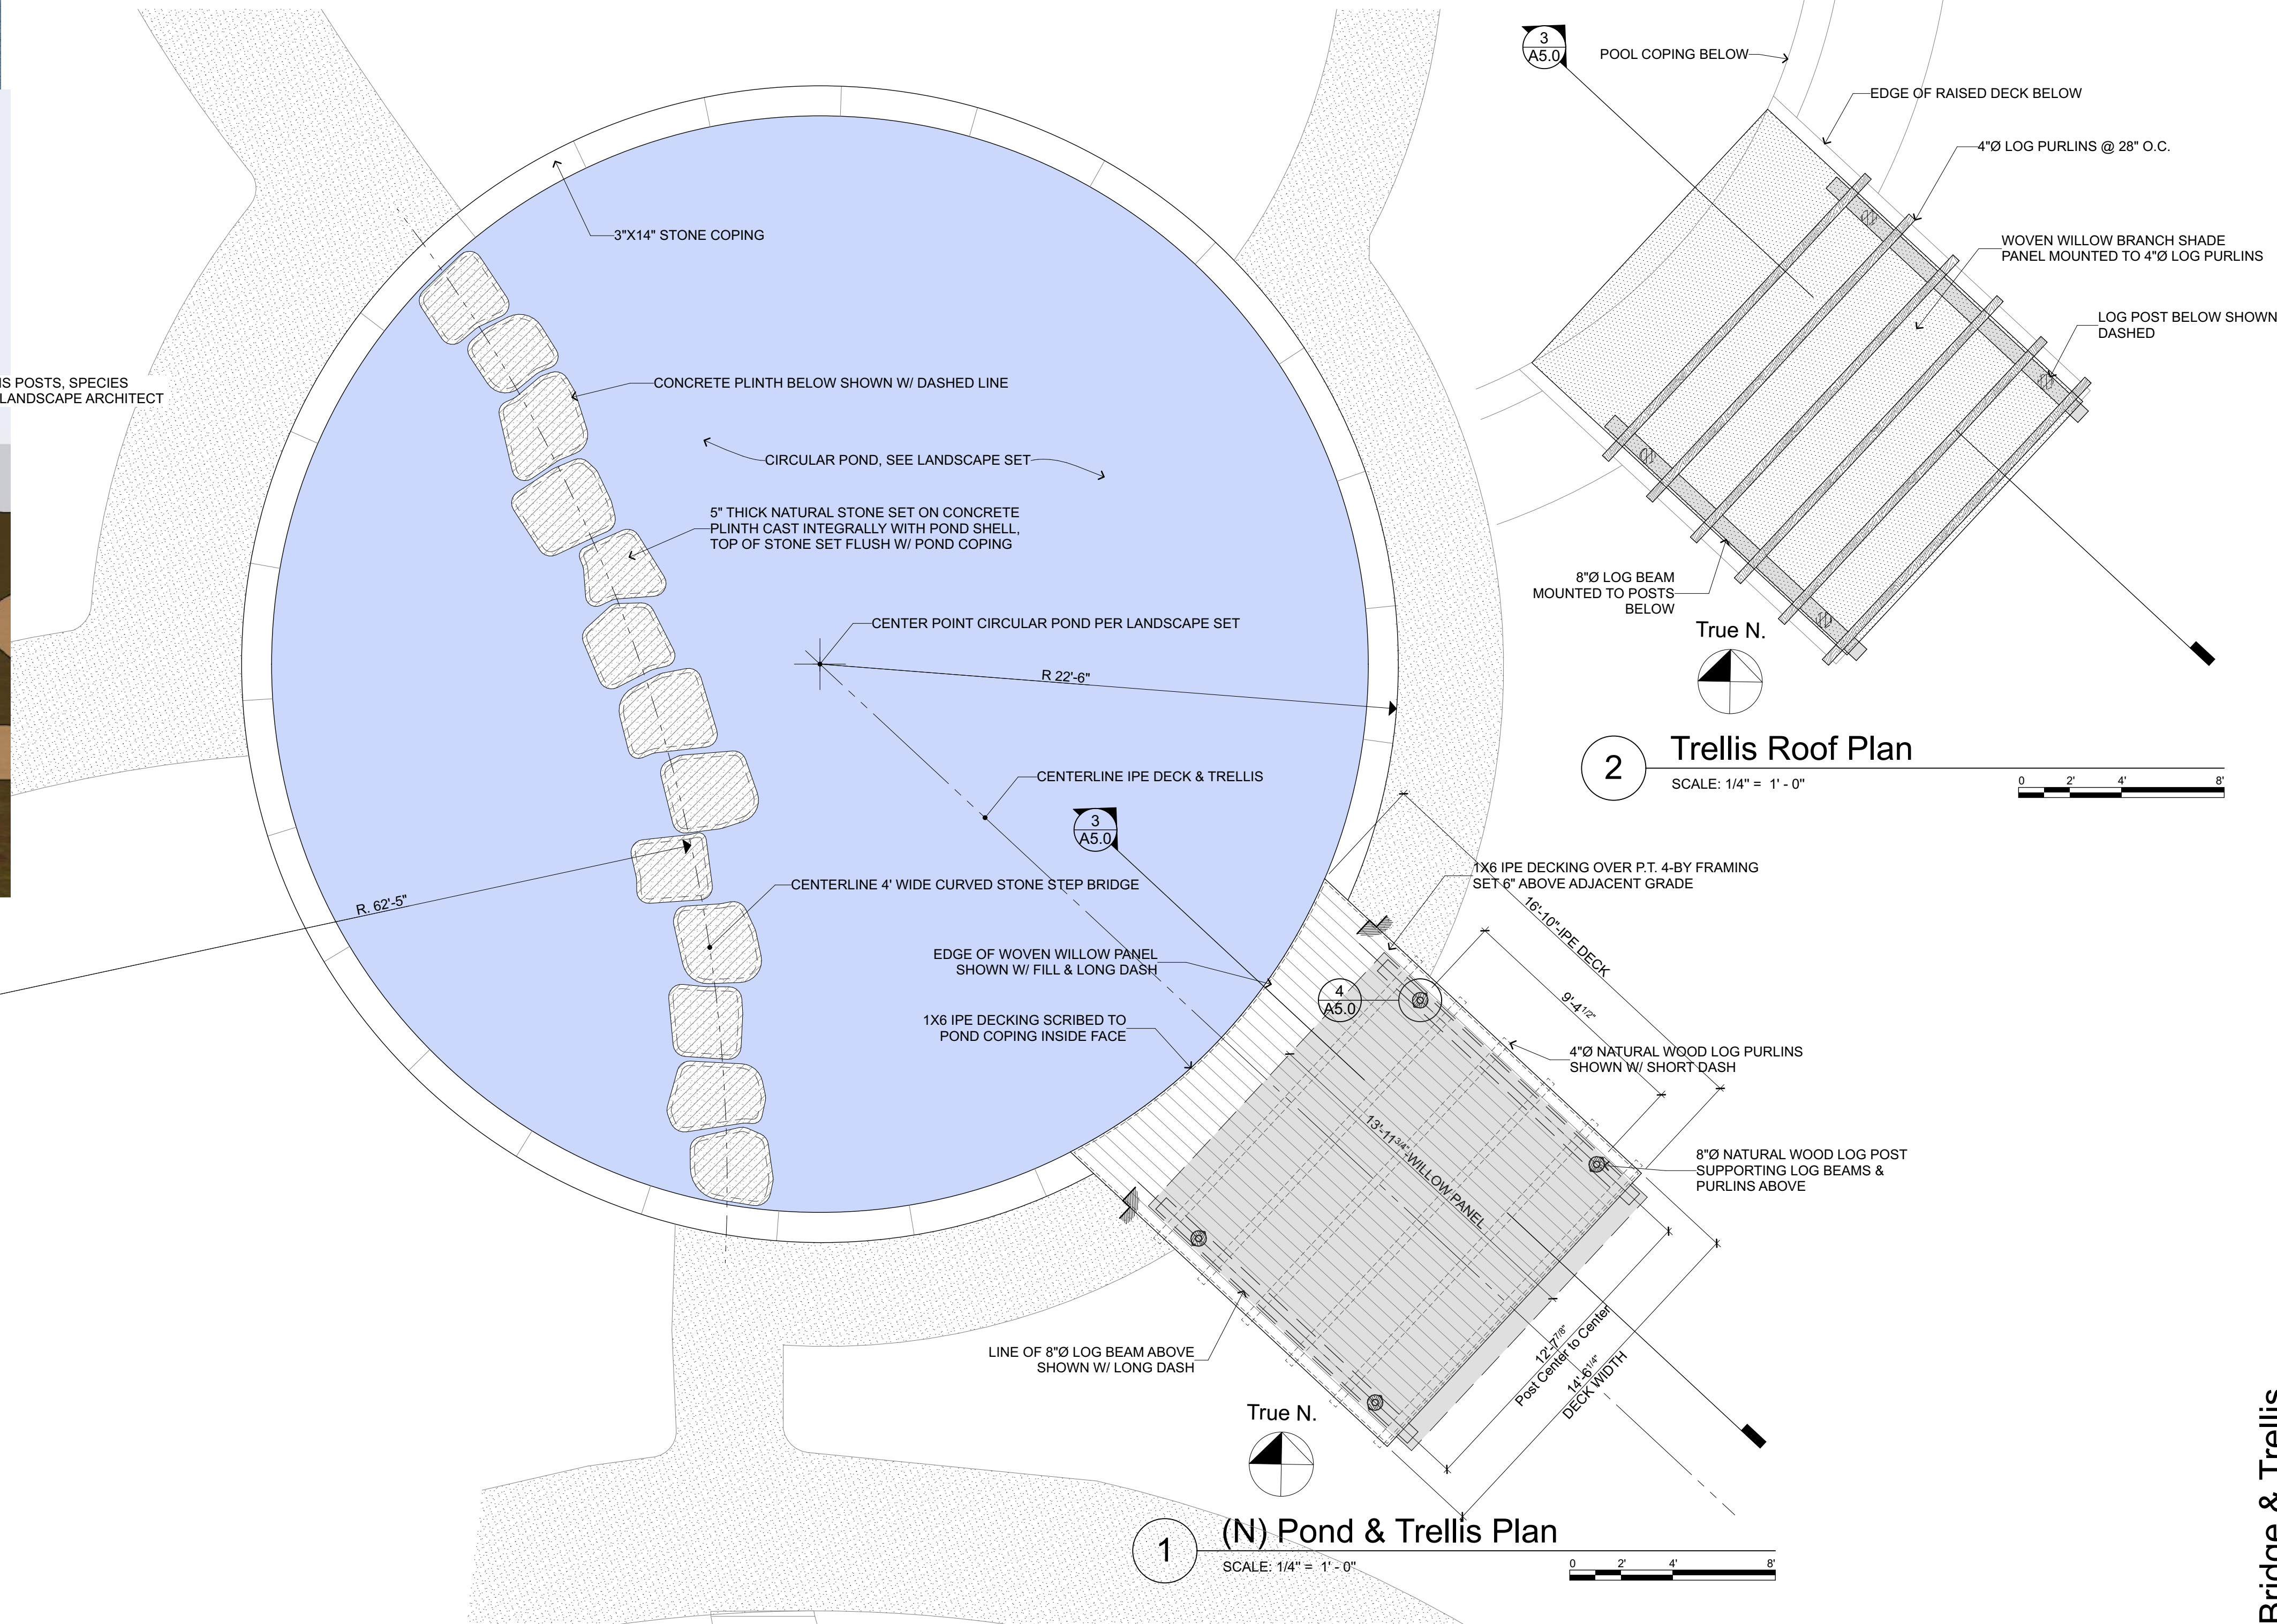 3
A5.0
POOL COPING BELOW
EDGE OF RAISED DECK BELOW
4"Ø LOG PURLINS @ 28" O.C.
WOVEN WILLOW BRANCH SHADE
PANEL MOUNTED TO 4"Ø LOG PURLINS
LOG POST BELOW SHOWN
DASHED
8"Ø LOG BEAM
MOUNTED TO POSTS
BELOW
True N.
2
Trellis Roof Plan
SCALE: 1/4" = 1' - 0"
0 2' 4' 8'
IS POSTS, SPECIES
LANDSCAPE ARCHITECT
3"X14" STONE COPING
CONCRETE PLINTH BELOW SHOWN W/ DASHED LINE
CIRCULAR POND, SEE LANDSCAPE SET
5" THICK NATURAL STONE SET ON CONCRETE
PLINTH CAST INTEGRALLY WITH POND SHELL,
TOP OF STONE SET FLUSH W/ POND COPING
CENTER POINT CIRCULAR POND PER LANDSCAPE SET
R 22'-6"
CENTERLINE IPE DECK & TRELLIS
3
A5.0
R. 62'-5"
CENTERLINE 4' WIDE CURVED STONE STEP BRIDGE
1X6 IPE DECKING OVER P.T. 4-BY FRAMING
SET 6" ABOVE ADJACENT GRADE
16'-10"-IPE DECK
9'-4 1/2"
EDGE OF WOVEN WILLOW PANEL
SHOWN W/ FILL & LONG DASH
4
A5.0
1X6 IPE DECKING SCRIBED TO
POND COPING INSIDE FACE
4"Ø NATURAL WOOD LOG PURLINS
SHOWN W/ SHORT DASH
13'-11 3/4"-WILLOW PANEL
8"Ø NATURAL WOOD LOG POST
SUPPORTING LOG BEAMS &
PURLINS ABOVE
LINE OF 8"Ø LOG BEAM ABOVE
SHOWN W/ LONG DASH
12'-7 7/8"
Post Center to Center
14'-6 1/4"
DECK WIDTH
True N.
1
(N) Pond & Trellis Plan
SCALE: 1/4" = 1' - 0"
0 2' 4' 8'
Bridge & Trellis